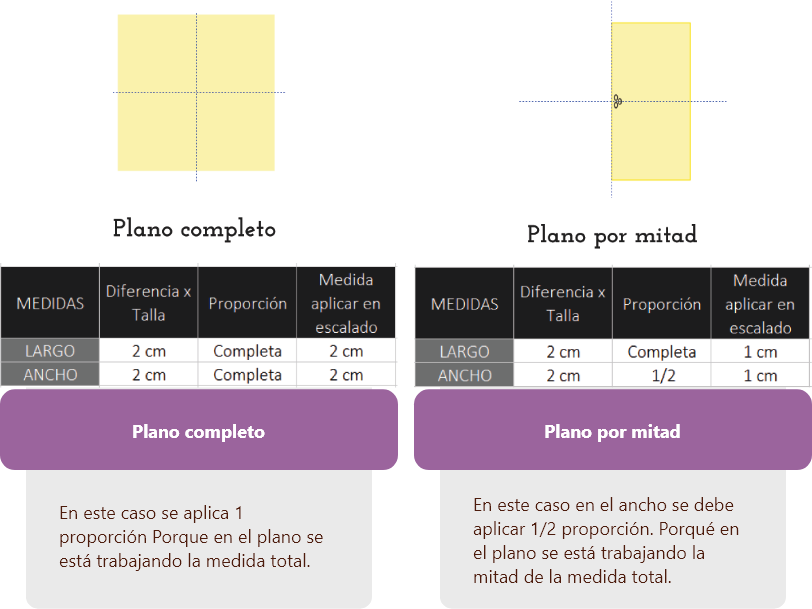 Plano completo
MEDIDAS Diferencia x Talla Proporción Medida aplicar en escalado
LARGO 2 cm Completa 2 cm
ANCHO 2 cm Completa 2 cm
Plano completo
En este caso se aplica 1
proporción Porque en el plano se
está trabajando la medida total.
Plano por mitad
MEDIDAS Diferencia x Talla Proporción Medida aplicar en escalado
LARGO 2 cm Completa 1 cm
ANCHO 2 cm 1/2 1 cm
Plano por mitad
En este caso en el ancho se debe
aplicar 1/2 proporción. Porqué en
el plano se está trabajando la
mitad de la medida total.